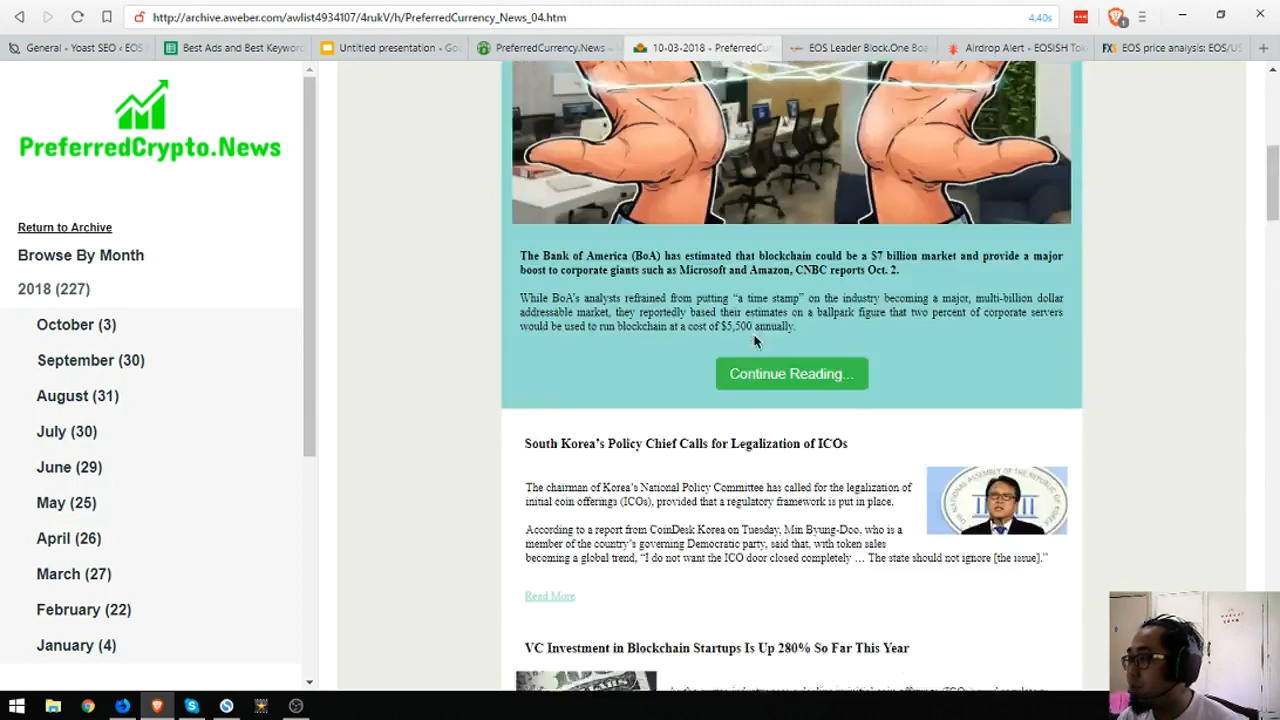 http://archive.aweber.com/awlist4934107/4rukV/h/PreferredCurrency_News_04.htm
4.40s
1
General - Yoast SEO ‹ EOS
Best Ads and Best Keyword
Untitled presentation - Go
PreferredCurrency.News —
10-03-2018 - PreferredCu
EOS Leader Block.One Boa
Airdrop Alert - EOSISH Tok
EOS price analysis: EOS/US
PreferredCrypto.News
Return to Archive
Browse By Month
2018 (227)
October (3)
September (30)
August (31)
July (30)
June (29)
May (25)
April (26)
March (27)
February (22)
January (4)
The Bank of America (BoA) has estimated that blockchain could be a $7 billion market and provide a major
boost to corporate giants such as Microsoft and Amazon, CNBC reports Oct. 2.
While BoA's analysts refrained from putting “a time stamp” on the industry becoming a major, multi-billion dollar
addressable market, they reportedly based their estimates on a ballpark figure that two percent of corporate servers
would be used to run blockchain at a cost of $5,500 annually.
Continue Reading...
South Korea's Policy Chief Calls for Legalization of ICOs
The chairman of Korea's National Policy Committee has called for the legalization of
initial coin offerings (ICOs), provided that a regulatory framework is put in place.
According to a report from CoinDesk Korea on Tuesday, Min Byung-Doo, who is a
member of the country's governing Democratic party, said that, with token sales
becoming a global trend, “I do not want the ICO door closed completely … The state should not ignore [the issue].”
Read More
VC Investment in Blockchain Startups Is Up 280% So Far This Year